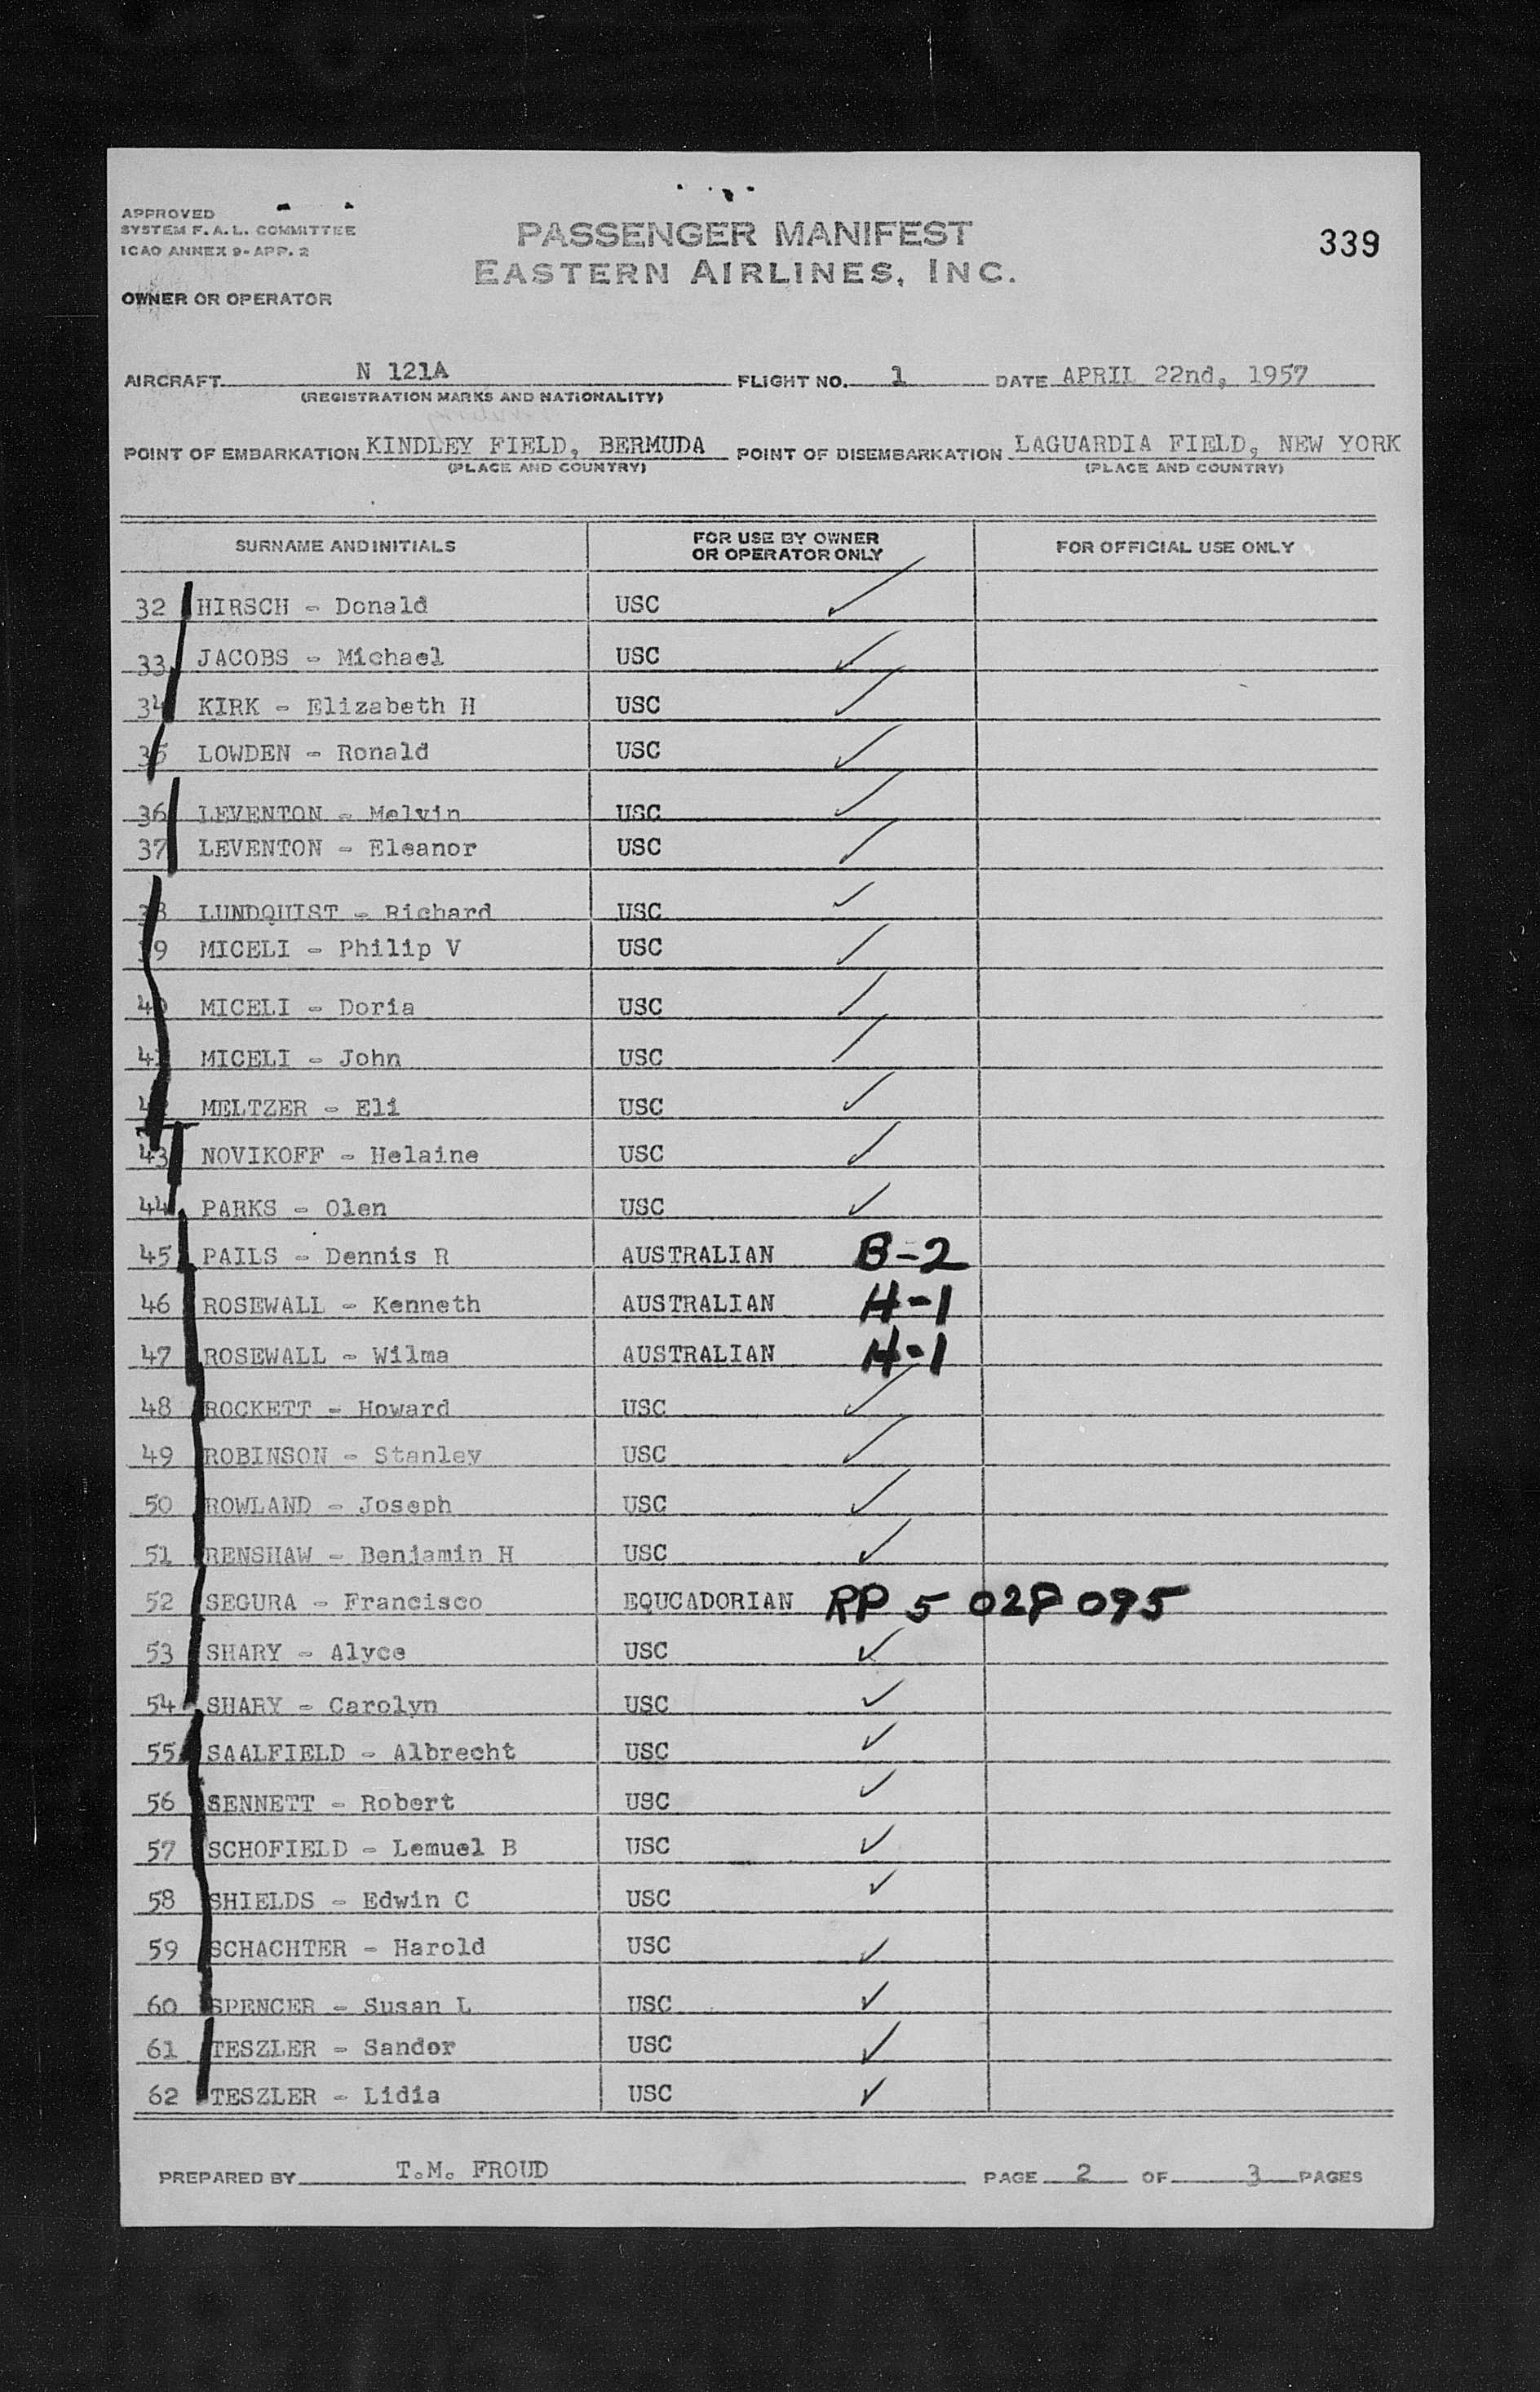 APPROVED
SYSTEM F.A.L. COMMITTEE
ICAO ANNEX 9-APP. 2
PASSENGER MANIFEST
EASTERN AIRLINES, INC.
339
OWNER OR OPERATOR
AIRCRAFT N 121A FLIGHT NO. 1 DATE APRIL 22nd, 1957
(REGISTRATION MARKS AND NATIONALITY)
POINT OF EMBARKATION KINDLEY FIELD, BERMUDA POINT OF DISEMBARKATION LAGUARDIA FIELD, NEW YORK
(PLACE AND COUNTRY) (PLACE AND COUNTRY)
SURNAME AND INITIALS FOR USE BY OWNER OR OPERATOR ONLY FOR OFFICIAL USE ONLY
32 HIRSCH - Donald USC ✓
33 JACOBS - Michael USC ✓
34 KIRK - Elizabeth H USC ✓
35 LOWDEN - Ronald USC ✓
36 LEVENTON - Melvin USC ✓
37 LEVENTON - Eleanor USC ✓
38 LUNDQUIST - Richard USC ✓
39 MICELI - Philip V USC ✓
40 MICELI - Doria USC ✓
41 MICELI - John USC ✓
42 MELTZER - Eli USC ✓
43 NOVIKOFF - Helaine USC ✓
44 PARKS - Olen USC ✓
45 PAILS - Dennis R AUSTRALIAN B-2
46 ROSEWALL - Kenneth AUSTRALIAN H-1
47 ROSEWALL - Wilma AUSTRALIAN H-1
48 ROCKETT - Howard USC ✓
49 ROBINSON - Stanley USC ✓
50 ROWLAND - Joseph USC ✓
51 RENSHAW - Benjamin H USC ✓
52 SEGURA - Francisco EQUCADORIAN RP 5 028 095
53 SHARY - Alyce USC ✓
54 SHARY - Carolyn USC ✓
55 SAALFIELD - Albrecht USC ✓
56 SENNETT - Robert USC ✓
57 SCHOFIELD - Lemuel B USC ✓
58 SHIELDS - Edwin C USC ✓
59 SCHACHTER - Harold USC ✓
60 SPENCER - Susan L USC ✓
61 TESZLER - Sandor USC ✓
62 TESZLER - Lidia USC ✓
PREPARED BY T.M. FROUD PAGE 2 OF 3 PAGES